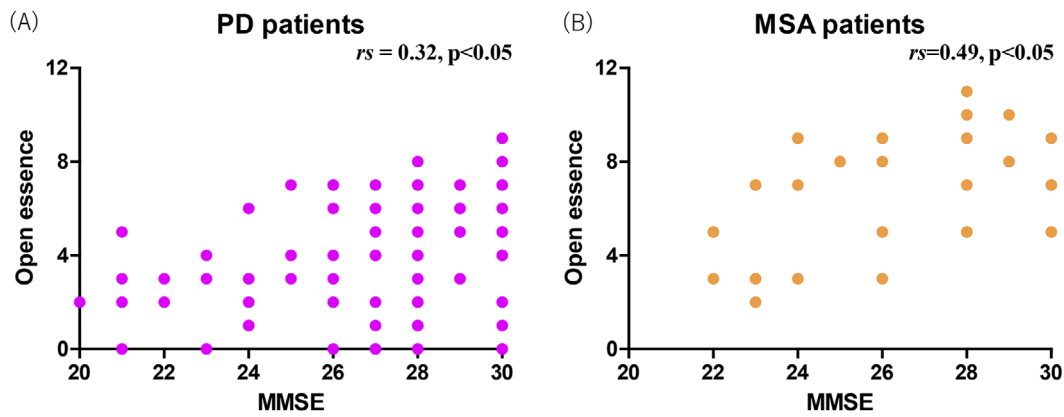 (A)
PD patients
rs = 0.32, p<0.05
Open essence
12
8
4
0
20 22 24 26 28 30
MMSE
(B)
MSA patients
rs=0.49, p<0.05
Open essence
12
8
4
0
20 22 24 26 28 30
MMSE